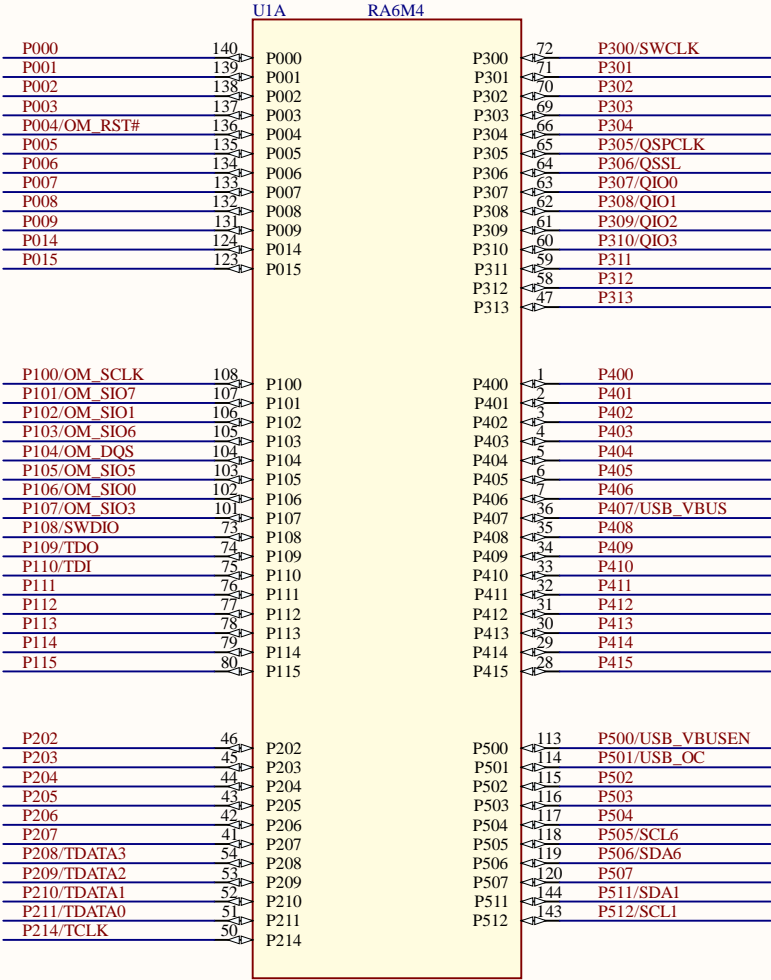 U1A RA6M4
P000 140 P000 P300 72 P300/SWCLK
P001 139 P001 P301 71 P301
P002 138 P002 P302 70 P302
P003 137 P003 P303 69 P303
P004/OM_RST# 136 P004 P304 66 P304
P005 135 P005 P305 65 P305/QSPCLK
P006 134 P006 P306 64 P306/QSSL
P007 133 P007 P307 63 P307/QIO0
P008 132 P008 P308 62 P308/QIO1
P009 131 P009 P309 61 P309/QIO2
P014 124 P014 P310 60 P310/QIO3
P015 123 P015 P311 59 P311
P312 58 P312
P313 47 P313
P100/OM_SCLK 108 P100 P400 1 P400
P101/OM_SIO7 107 P101 P401 2 P401
P102/OM_SIO1 106 P102 P402 3 P402
P103/OM_SIO6 105 P103 P403 4 P403
P104/OM_DQS 104 P104 P404 5 P404
P105/OM_SIO5 103 P105 P405 6 P405
P106/OM_SIO0 102 P106 P406 7 P406
P107/OM_SIO3 101 P107 P407 36 P407/USB_VBUS
P108/SWDIO 73 P108 P408 35 P408
P109/TDO 74 P109 P409 34 P409
P110/TDI 75 P110 P410 33 P410
P111 76 P111 P411 32 P411
P112 77 P112 P412 31 P412
P113 78 P113 P413 30 P413
P114 79 P114 P414 29 P414
P115 80 P115 P415 28 P415
P202 46 P202 P500 113 P500/USB_VBUSEN
P203 45 P203 P501 114 P501/USB_OC
P204 44 P204 P502 115 P502
P205 43 P205 P503 116 P503
P206 42 P206 P504 117 P504
P207 41 P207 P505 118 P505/SCL6
P208/TDATA3 54 P208 P506 119 P506/SDA6
P209/TDATA2 53 P209 P507 120 P507
P210/TDATA1 52 P210 P511 144 P511/SDA1
P211/TDATA0 51 P211 P512 143 P512/SCL1
P214/TCLK 50 P214